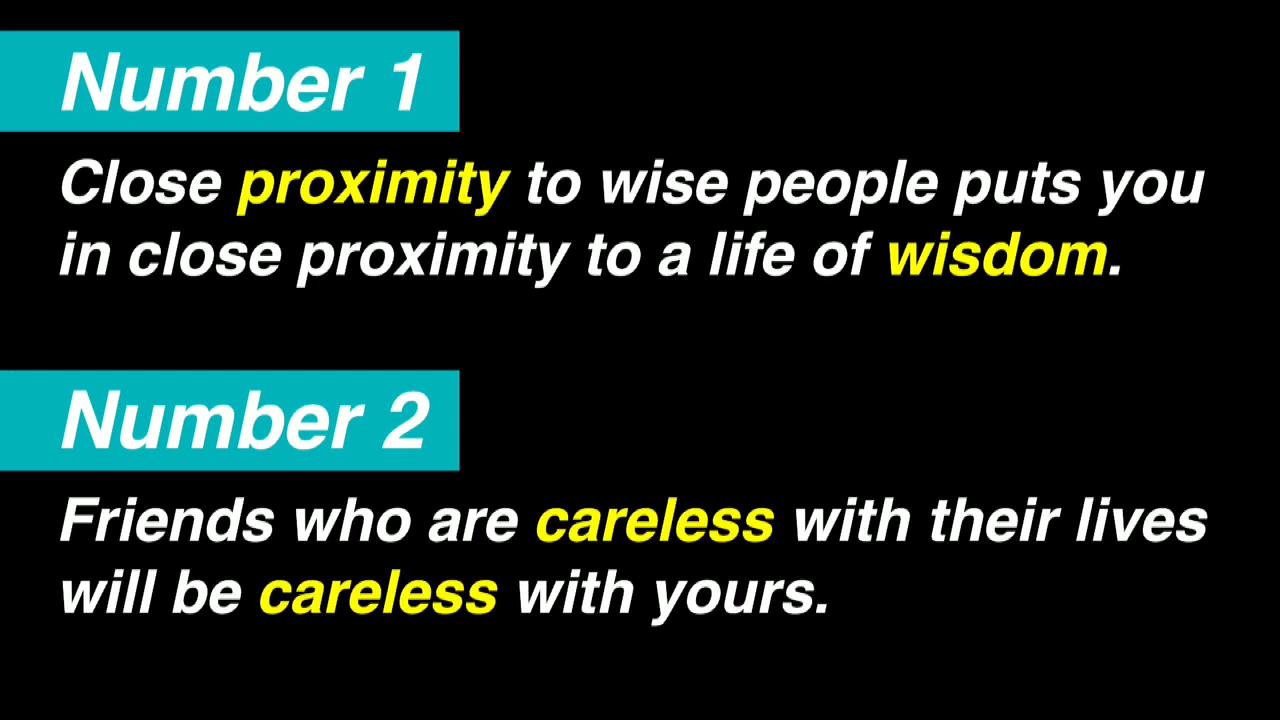 Number 1
Close proximity to wise people puts you
in close proximity to a life of wisdom.
Number 2
Friends who are careless with their lives
will be careless with yours.